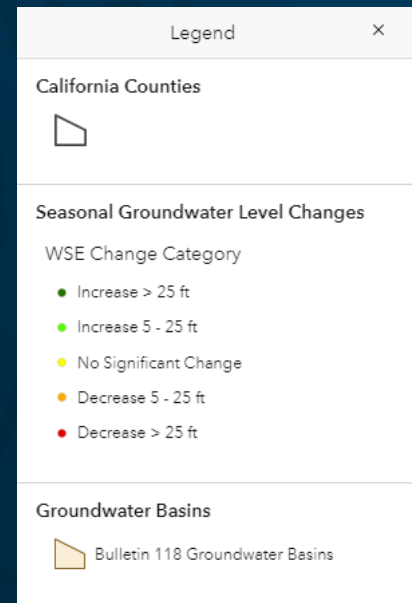 Legend ×
California Counties
Seasonal Groundwater Level Changes
WSE Change Category
Increase > 25 ft
Increase 5 - 25 ft
No Significant Change
Decrease 5 - 25 ft
Decrease > 25 ft
Groundwater Basins
Bulletin 118 Groundwater Basins